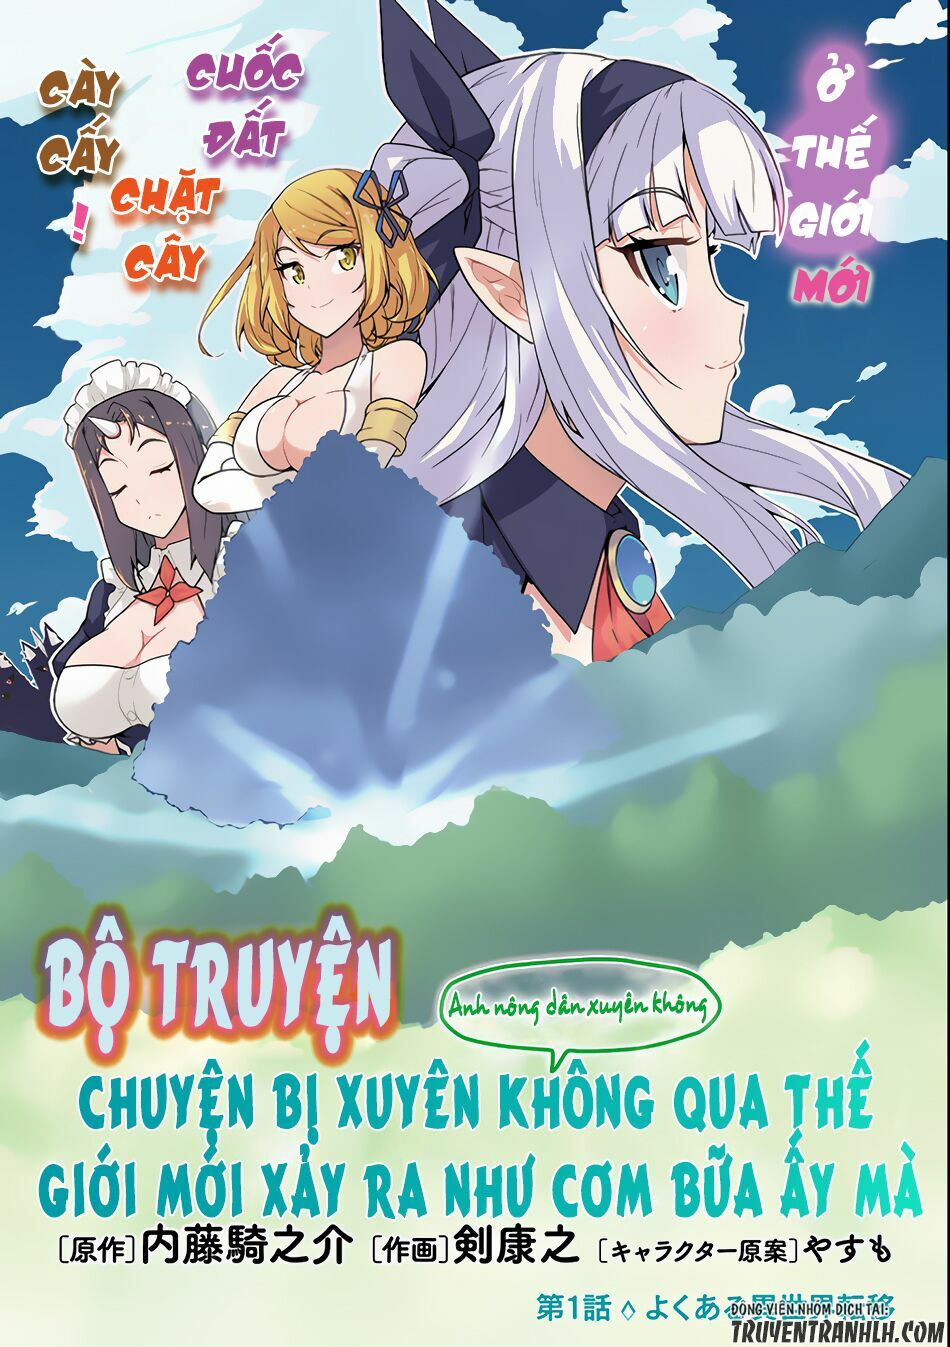 Ở
THẾ
GIỚI
MỚI
CUỐC
ĐẤT
CÀY
CẤY
CHẶT
CÂY
!
BỘ TRUYỆN
Anh nông dân xuyên không
CHUYỆN BỊ XUYÊN KHÔNG QUA THẾ
GIỚI MỚI XẢY RA NHƯ CƠM BỮA ẤY MÀ
[原作]内藤騎之介 [作画]剣康之 [キャラクター原案]やすも
第1話◇よくある異世界転移
ĐỘNG VIÊN NHÓM DỊCH TẠI:
TRUYENTRANHLH.COM